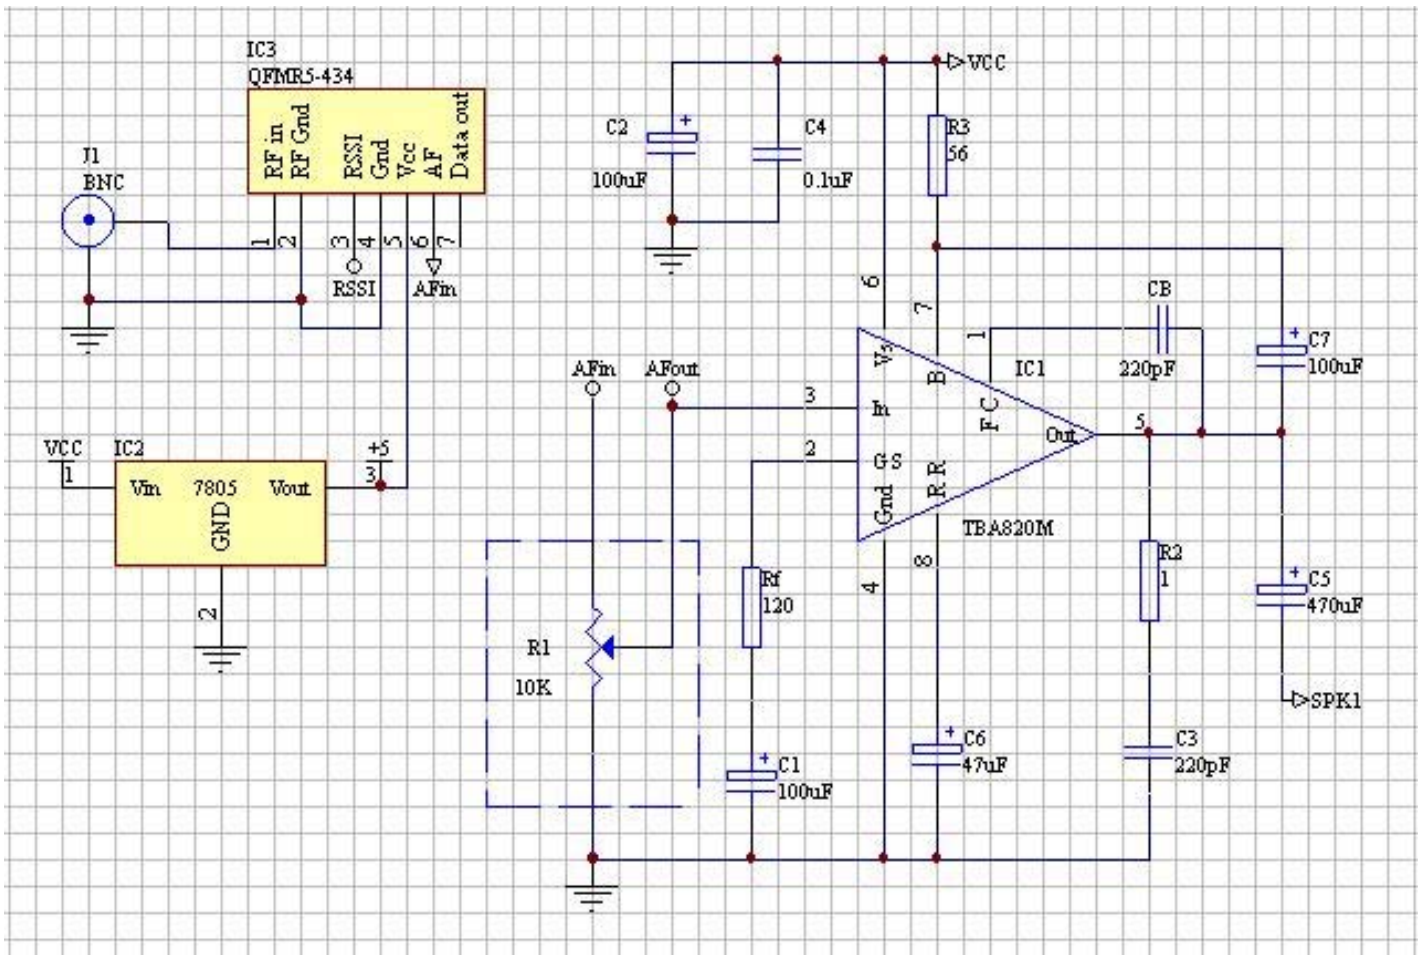 IC3
QFMR5-434
RF in
RF Gnd
RSSI
Gnd
Vcc
AF
Data out
J1
BNC
1
2
3
4
5
6
7
RSSI
AFin
VCC
1
IC2
Vin
7805
Vout
GND
+5
3
2
VCC
C2
100uF
C4
0.1uF
R3
56
6
7
1
CB
220pF
C7
100uF
IC1
AFin
AFout
3
2
In
GS
Gnd
Vs
B
FC
RR
Out
5
TBA820M
4
8
R1
10K
Rf
120
C1
100uF
C6
47uF
R2
1
C3
220pF
C5
470uF
SPK1